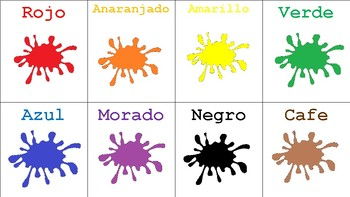 Rojo
Anaranjado
Amarillo
Verde
Azul
Morado
Negro
Cafe